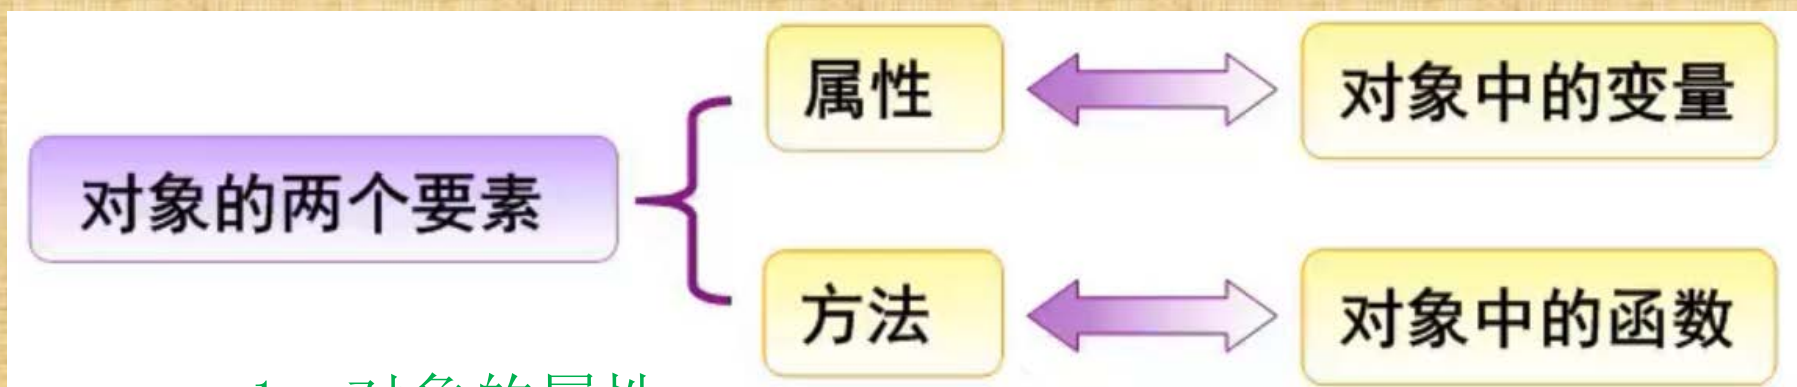 属性
对象中的变量
对象的两个要素
方法
对象中的函数